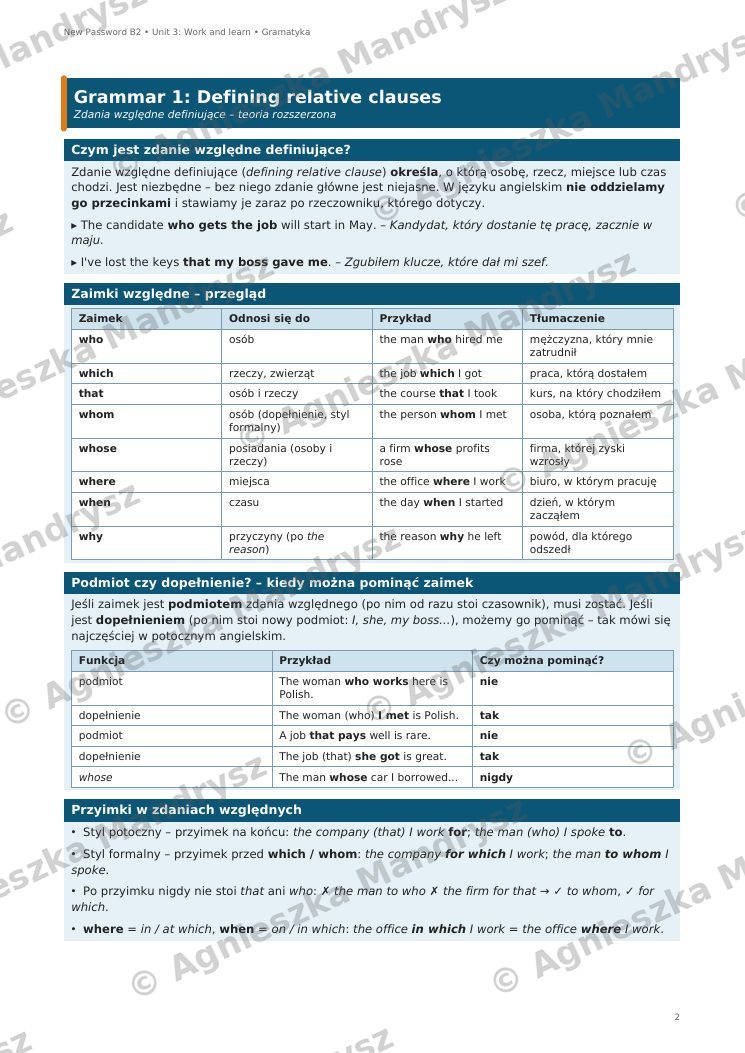 New Password B2 • Unit 3: Work and learn • Gramatyka
Grammar 1: Defining relative clauses
Zdania względne definiujące – teoria rozszerzona
Czym jest zdanie względne definiujące?
Zdanie względne definiujące (defining relative clause) określa, o którą osobę, rzecz, miejsce lub czas
chodzi. Jest niezbędne – bez niego zdanie główne jest niejasne. W języku angielskim nie oddzielamy
go przecinkami i stawiamy je zaraz po rzeczowniku, którego dotyczy.
▸ The candidate who gets the job will start in May. – Kandydat, który dostanie tę pracę, zacznie w
maju.
▸ I've lost the keys that my boss gave me. – Zgubiłem klucze, które dał mi szef.
Zaimki względne – przegląd
Zaimek Odnosi się do Przykład Tłumaczenie
who osób the man who hired me mężczyzna, który mnie
zatrudnił
which rzeczy, zwierząt the job which I got praca, którą dostałem
that osób i rzeczy the course that I took kurs, na który chodziłem
whom osób (dopełnienie, styl the person whom I met osoba, którą poznałem
formalny)
whose posiadania (osoby i a firm whose profits firma, której zyski
rzeczy) rose wzrosły
where miejsca the office where I work biuro, w którym pracuję
when czasu the day when I started dzień, w którym
zacząłem
why przyczyny (po the the reason why he left powód, dla którego
reason) odszedł
Podmiot czy dopełnienie? – kiedy można pominąć zaimek
Jeśli zaimek jest podmiotem zdania względnego (po nim od razu stoi czasownik), musi zostać. Jeśli
jest dopełnieniem (po nim stoi nowy podmiot: I, she, my boss...), możemy go pominąć – tak mówi się
najczęściej w potocznym angielskim.
Funkcja Przykład Czy można pominąć?
podmiot The woman who works here is nie
Polish.
dopełnienie The woman (who) I met is Polish. tak
podmiot A job that pays well is rare. nie
dopełnienie The job (that) she got is great. tak
whose The man whose car I borrowed... nigdy
Przyimki w zdaniach względnych
• Styl potoczny – przyimek na końcu: the company (that) I work for; the man (who) I spoke to.
• Styl formalny – przyimek przed which / whom: the company for which I work; the man to whom I
spoke.
• Po przyimku nigdy nie stoi that ani who: ✗ the man to who ✗ the firm for that → ✓ to whom, ✓ for
which.
• where = in / at which, when = on / in which: the office in which I work = the office where I work.
2
© Agnieszka Mandrysz